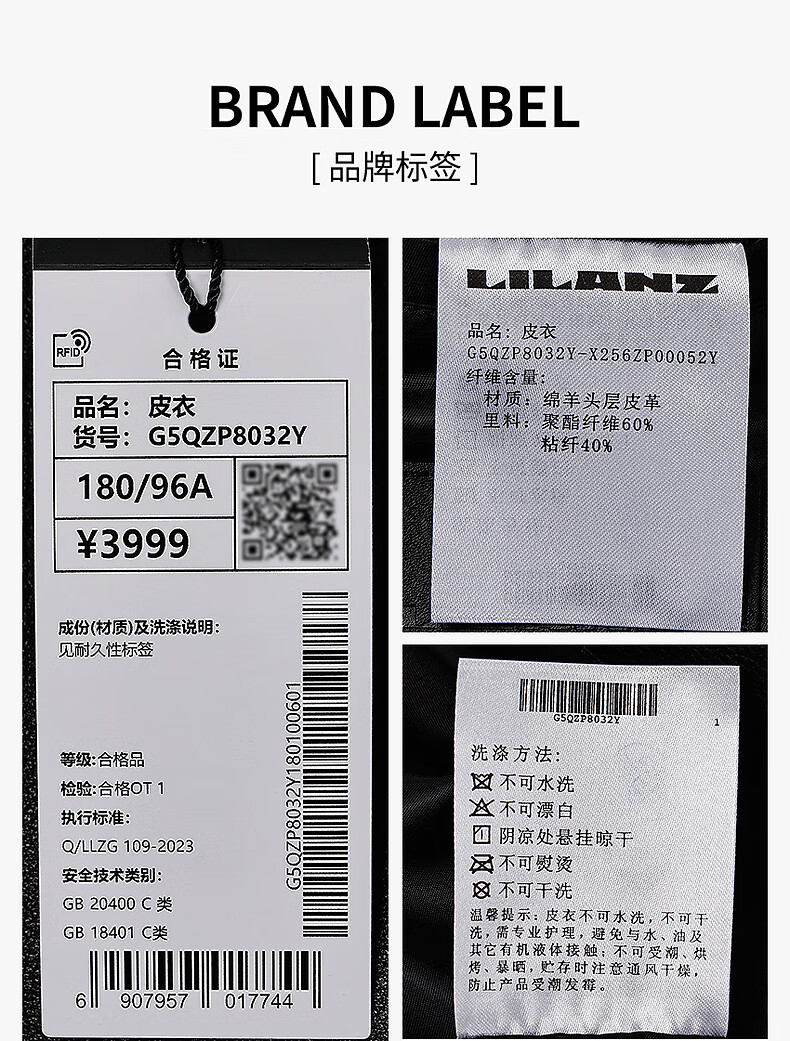 BRAND LABEL
[ 品牌标签 ]
RFID
合格证
品名： 皮衣
货号： G5QZP8032Y
180/96A
¥3999
成份(材质)及洗涤说明：
见耐久性标签
等级:合格品
检验:合格OT 1
执行标准：
Q/LLZG 109-2023
安全技术类别：
GB 20400 C 类
GB 18401 C类
G5QZP8032Y180100601
6 907957 017744
LILANZ
品名：皮衣
G5QZP8032Y-X256ZP00052Y
纤维含量：
材质：绵羊头层皮革
里料：聚酯纤维60%
粘纤40%
G5QZP8032Y
1
洗涤方法：
不可水洗
不可漂白
阴凉处悬挂晾干
不可熨烫
不可干洗
温馨提示：皮衣不可水洗，不可干
洗，需专业护理，避免与水、油及
其它有机液体接触；不可受潮、烘
烤、暴晒，贮存时注意通风干燥，
防止产品受潮发霉。